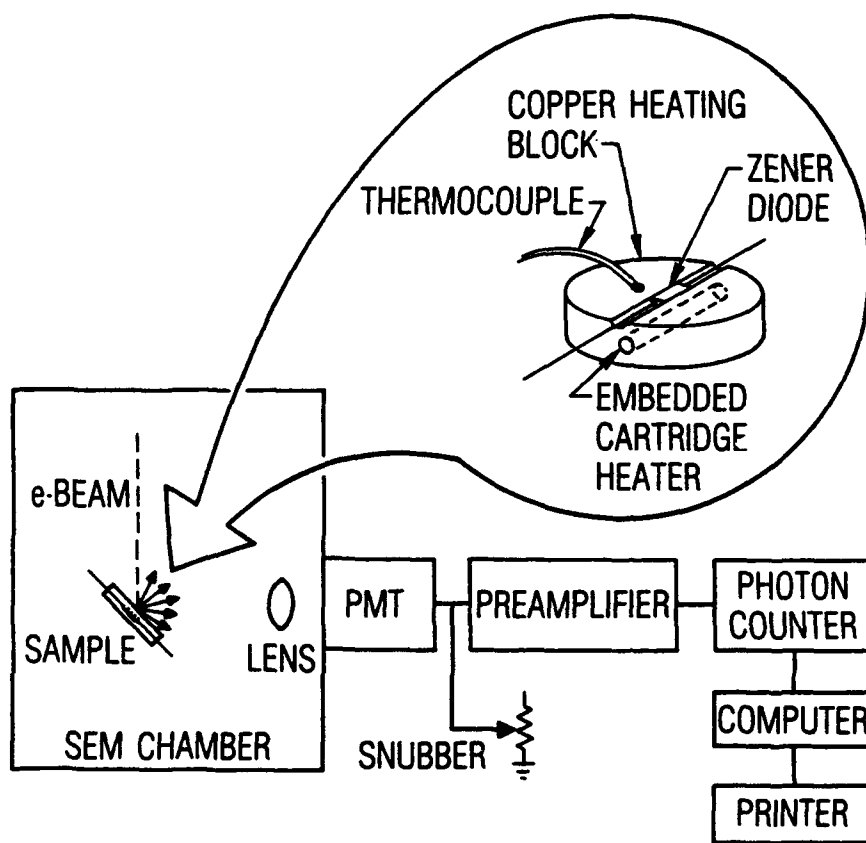 COPPER HEATING
BLOCK
ZENER
DIODE
THERMOCOUPLE
EMBEDDED
CARTRIDGE
HEATER
e-BEAM
SAMPLE
LENS
SEM CHAMBER
PMT
PREAMPLIFIER
PHOTON
COUNTER
SNUBBER
COMPUTER
PRINTER